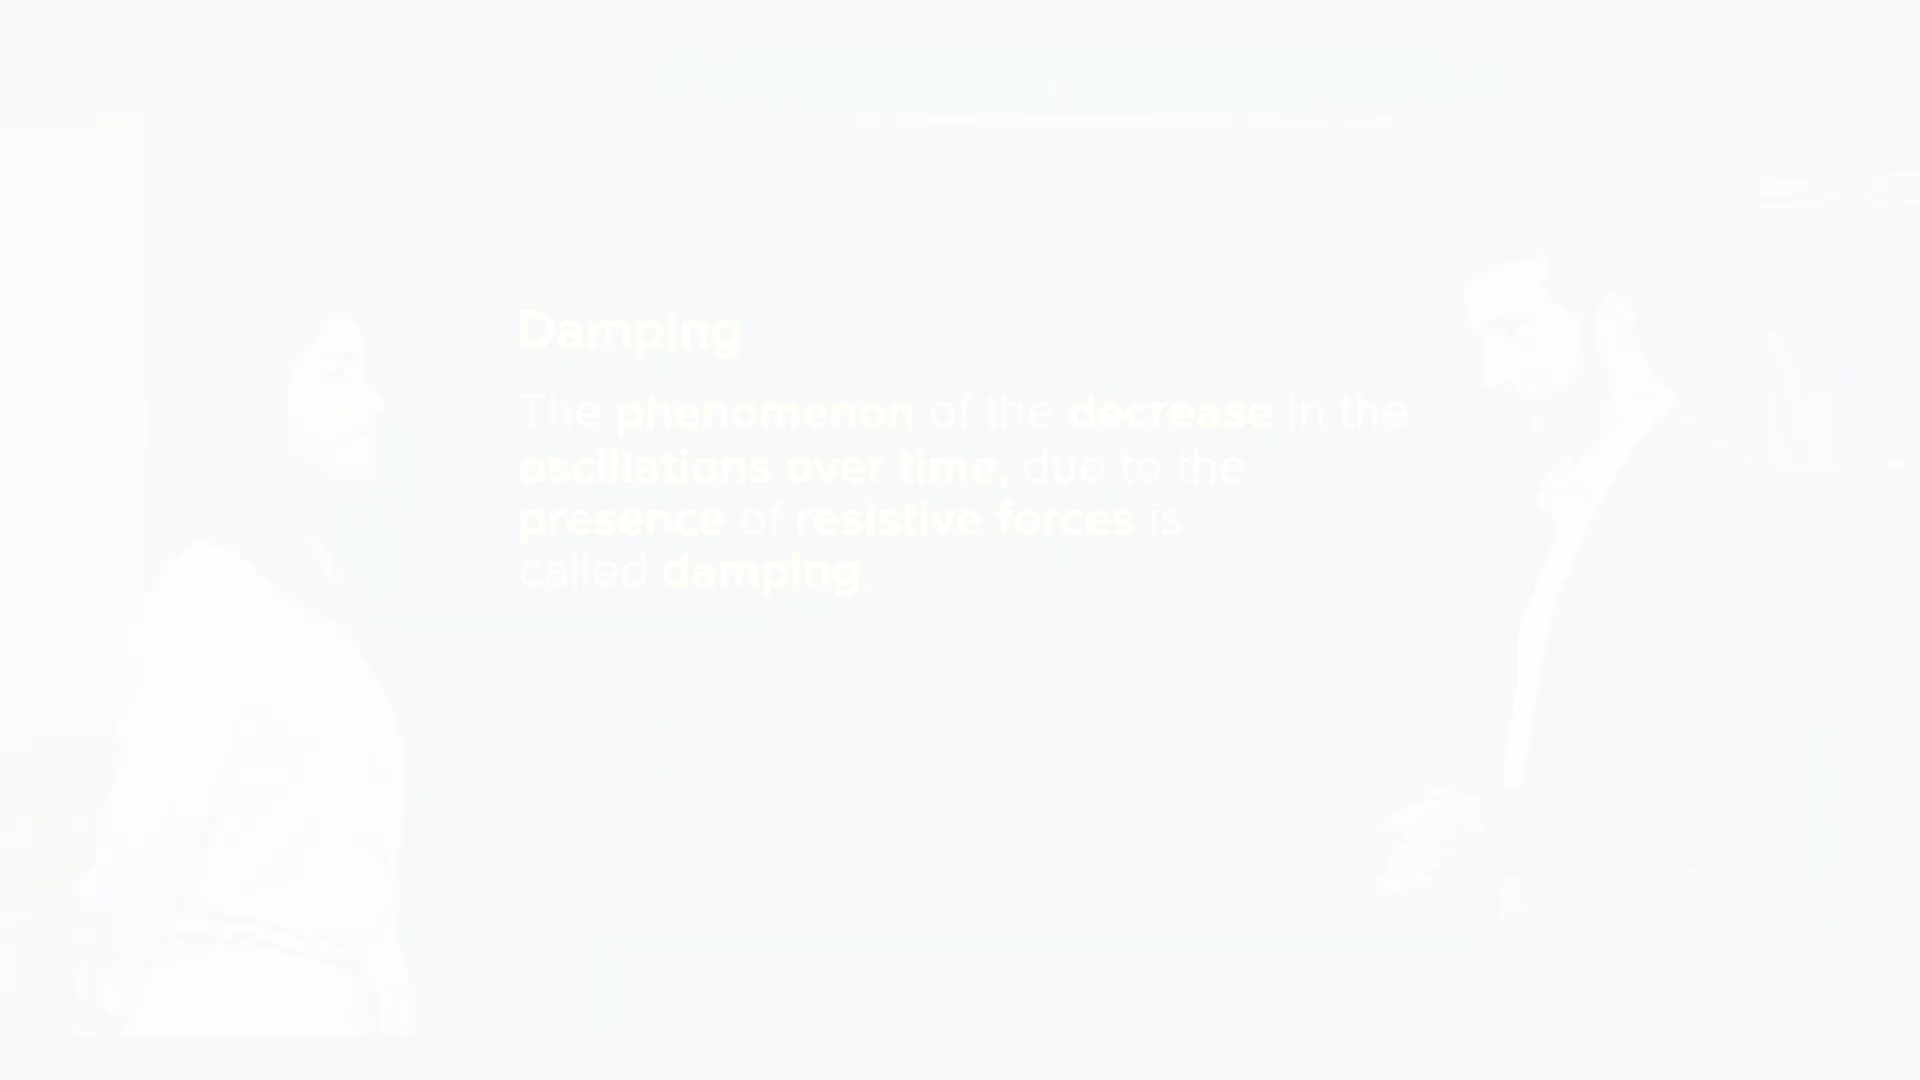 Damping
The phenomenon of the decrease in the
oscillations over time, due to the
presence of resistive forces is
called damping.